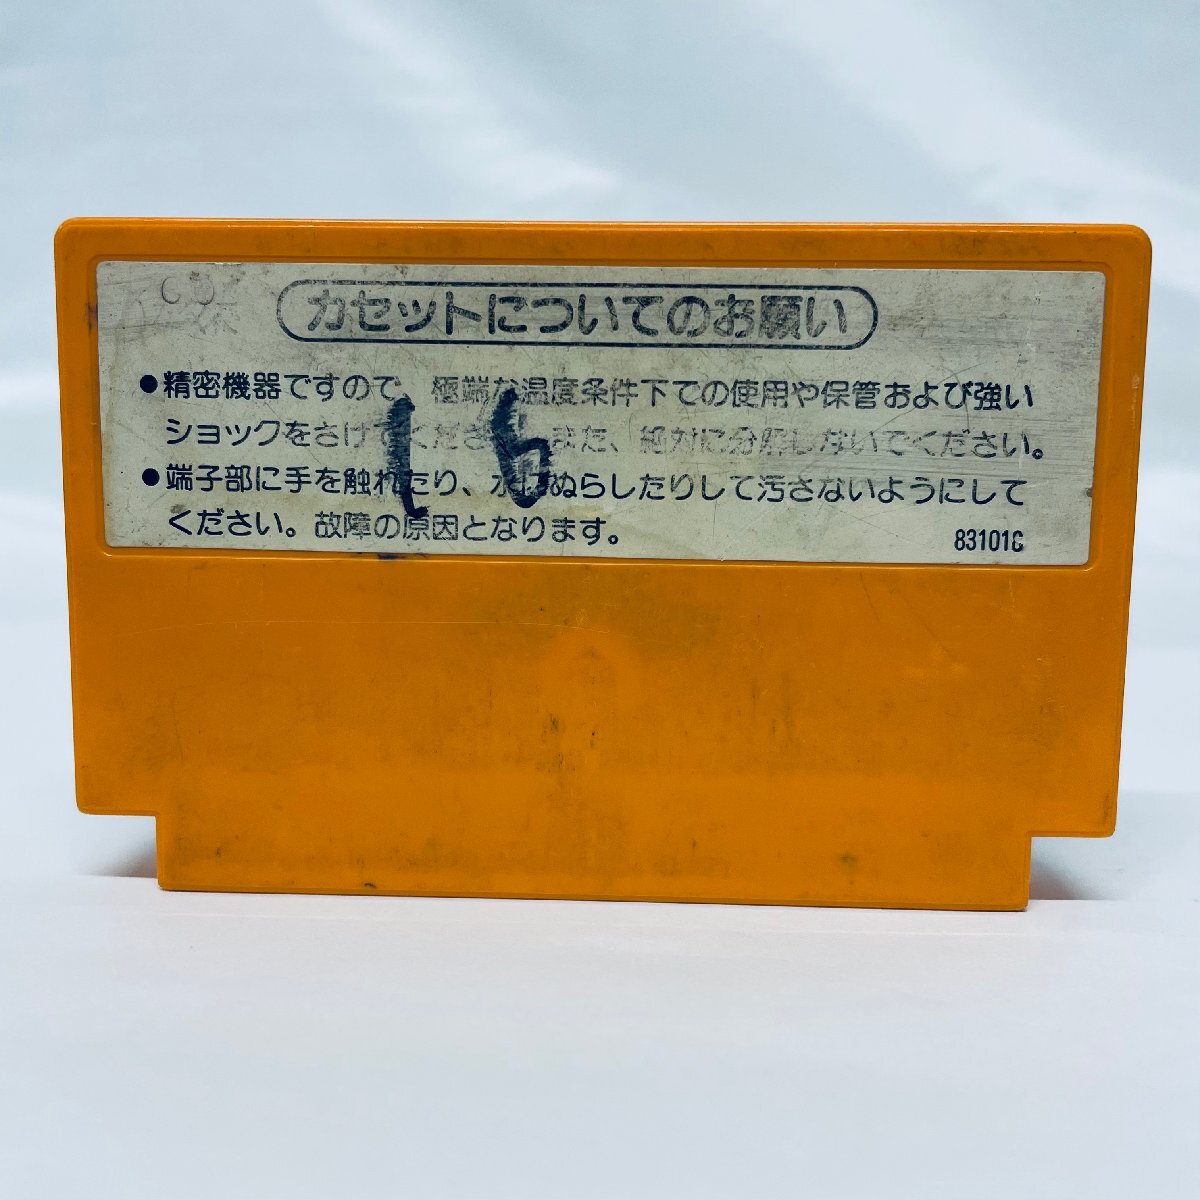 カセットについてのお願い
●精密機器ですので、極端な温度条件下での使用や保管および強い
ショックをさけてください。また、絶対に分解しないでください。
16
●端子部に手を触れたり、水にぬらしたりして汚さないようにして
ください。故障の原因となります。
831016